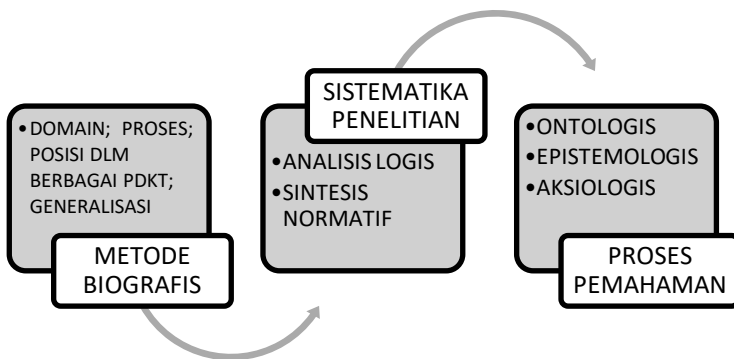 •DOMAIN; PROSES;
POSISI DLM
BERBAGAI PDKT;
GENERALISASI
METODE
BIOGRAFIS
SISTEMATIKA
PENELITIAN
•ANALISIS LOGIS
•SINTESIS
NORMATIF
•ONTOLOGIS
•EPISTEMOLOGIS
•AKSIOLOGIS
PROSES
PEMAHAMAN